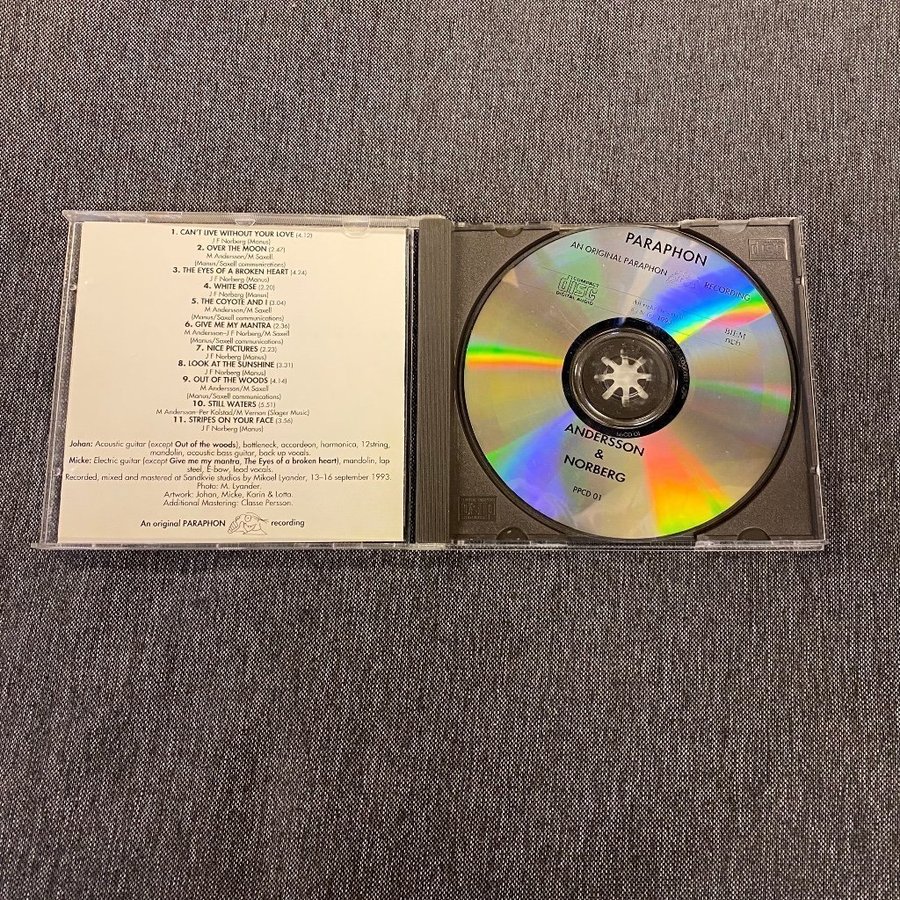 1. CAN'T LIVE WITHOUT YOUR LOVE (4.12)
J F Norberg (Manus)
2. OVER THE MOON (2.47)
M Andersson/M Saxell
(Manus/Saxell communications)
3. THE EYES OF A BROKEN HEART (4.24)
J F Norberg (Manus)
4. WHITE ROSE (2.20)
J F Norberg (Manus)
5. THE COYOTE AND I (3.04)
M Andersson/M Saxell
(Manus/Saxell communications)
6. GIVE ME MY MANTRA (2.36)
M Andersson-J F Norberg/M Saxell
(Manus/Saxell communications)
7. NICE PICTURES (2.23)
J F Norberg (Manus)
8. LOOK AT THE SUNSHINE (3.31)
J F Norberg (Manus)
9. OUT OF THE WOODS (4.14)
M Andersson/M Saxell
(Manus/Saxell communications)
10. STILL WATERS (5.51)
M Andersson-Per Kolstad/M Vernon (Slager Music)
11. STRIPES ON YOUR FACE (3.56)
J F Norberg (Manus)
Johan: Acoustic guitar (except Out of the woods), bottleneck, accordeon, harmonica, 12string,
mandolin, acoustic bass guitar, back up vocals.
Micke: Electric guitar (except Give me my mantra, The Eyes of a broken heart), mandolin, lap
steel, E-bow, lead vocals.
Recorded, mixed and mastered at Sandkvie studios by Mikael Lyander, 13-16 september 1993.
Photo: M. Lyander.
Artwork: Johan, Micke, Karin & Lotta.
Additional Mastering: Classe Persson.
An original PARAPHON recording
PARAPHON
AN ORIGINAL PARAPHON RECORDING
COMPACT
disc
DIGITAL AUDIO
BIEM
n©b
ANDERSSON
&
NORBERG
PPCD 01